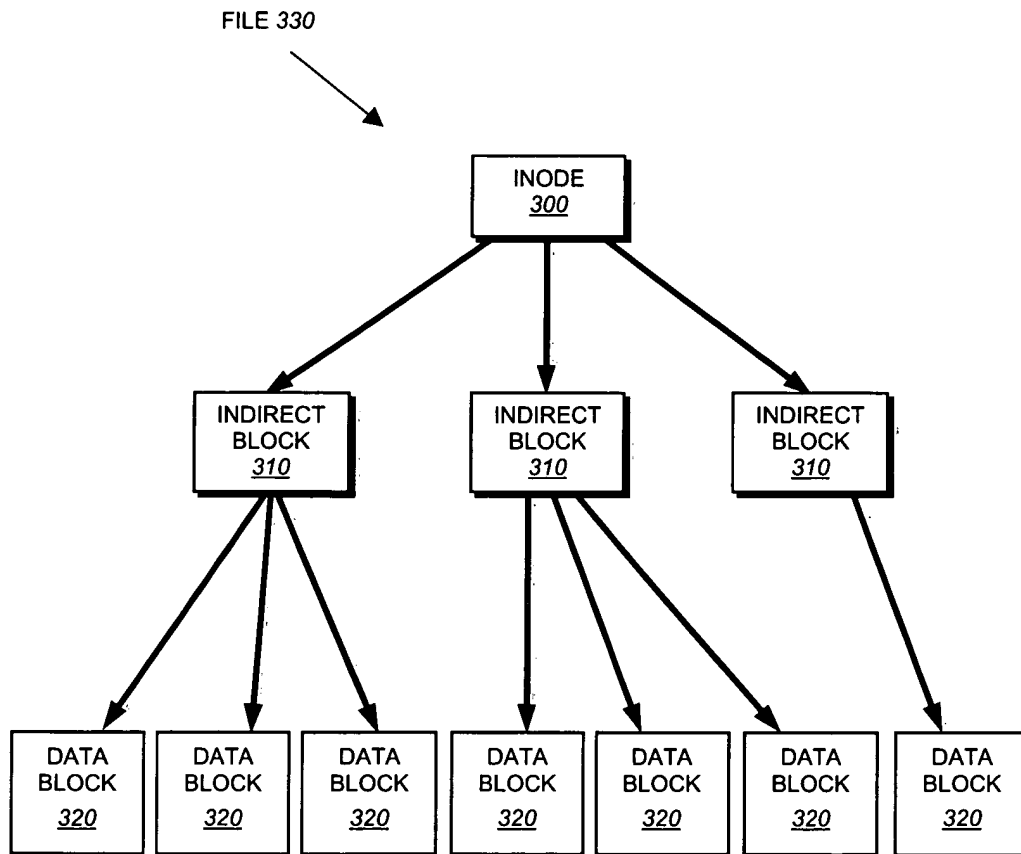 FILE 330
INODE
300
INDIRECT
BLOCK
310
INDIRECT
BLOCK
310
INDIRECT
BLOCK
310
DATA
BLOCK
320
DATA
BLOCK
320
DATA
BLOCK
320
DATA
BLOCK
320
DATA
BLOCK
320
DATA
BLOCK
320
DATA
BLOCK
320